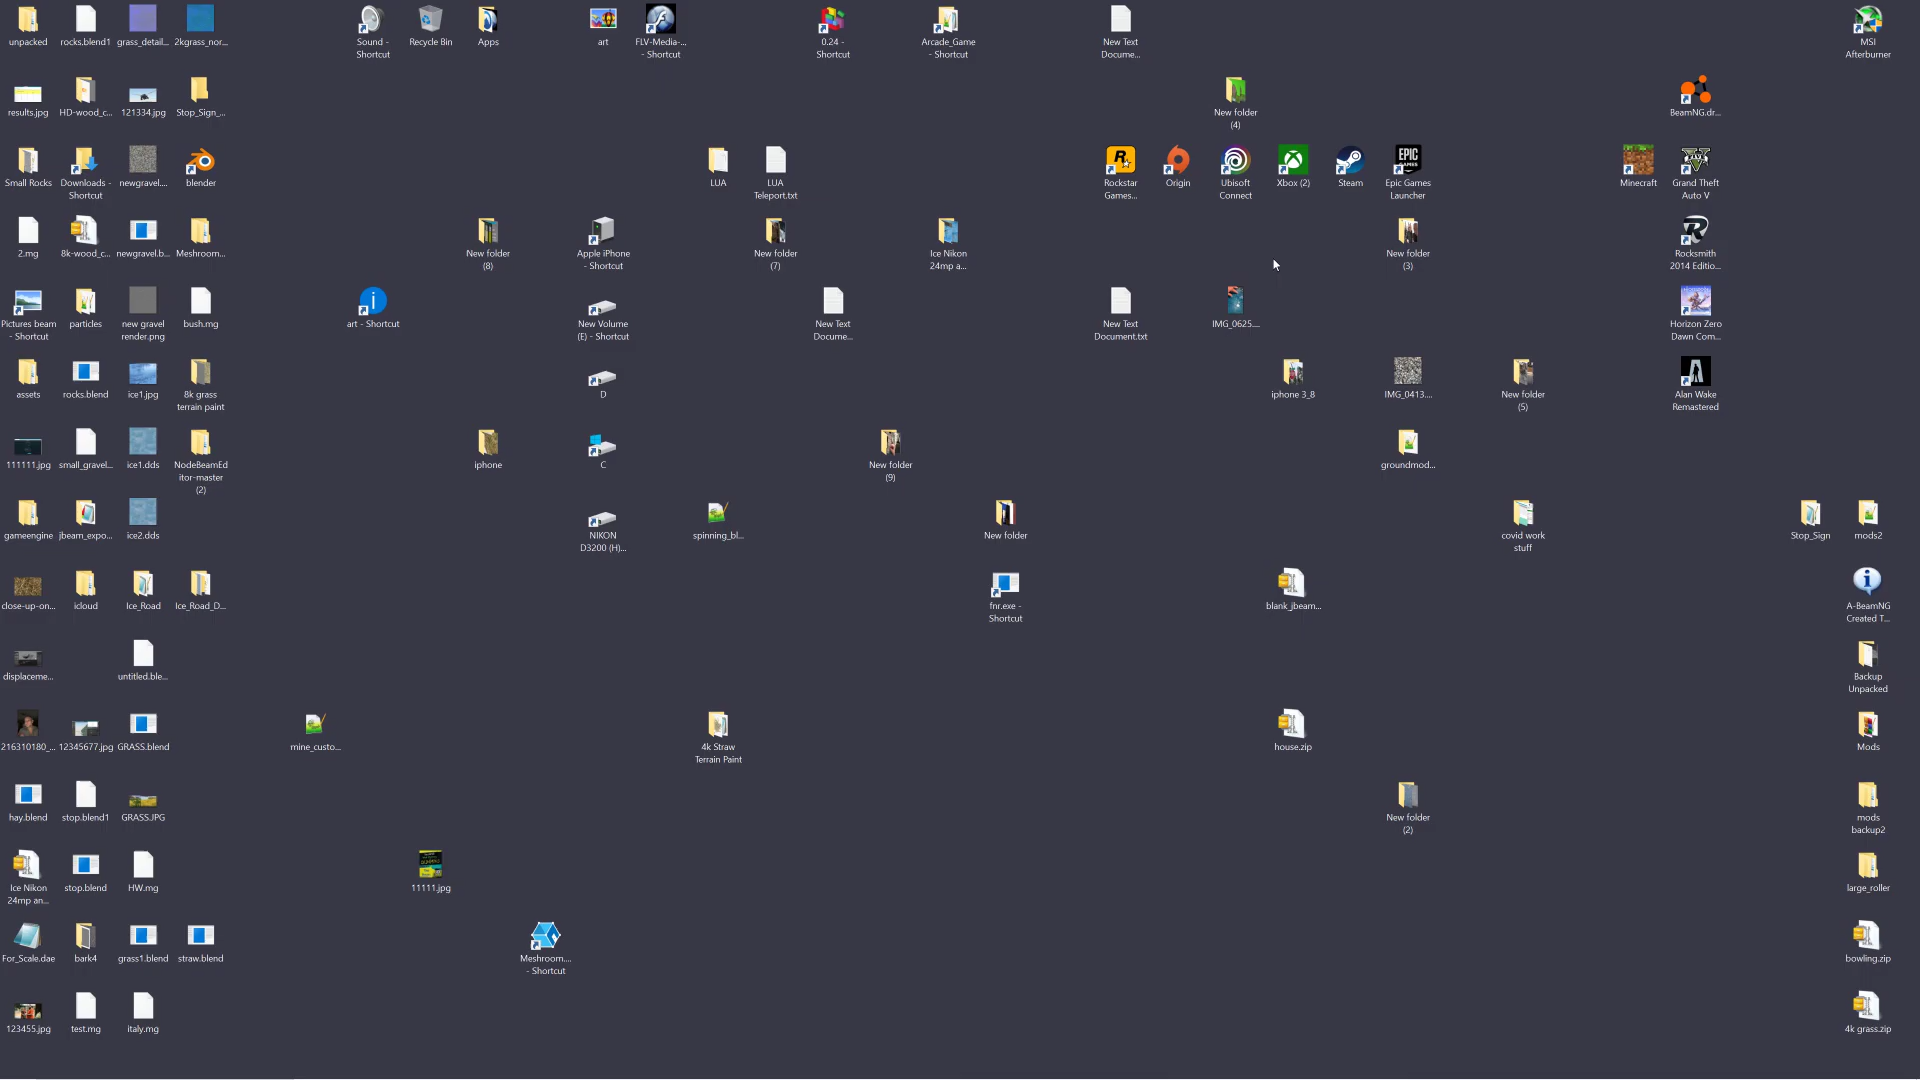 unpacked
rocks.blend1
grass_detail...
2kgrass_nor...
Sound -
Shortcut
Recycle Bin
Apps
art
FLV-Media-...
- Shortcut
0.24 -
Shortcut
Arcade_Game
- Shortcut
New Text
Docume...
MSI
Afterburner
results.jpg
HD-wood_c...
121334.jpg
Stop_Sign_...
New folder
(4)
BeamNG.dr...
Small Rocks
Downloads -
Shortcut
newgravel....
blender
LUA
LUA
Teleport.txt
Rockstar
Games...
Origin
Ubisoft
Connect
Xbox (2)
Steam
EPIC
GAMES
Epic Games
Launcher
Minecraft
Grand Theft
Auto V
2.mg
8k-wood_c...
newgravel.b...
Meshroom...
New folder
(8)
Apple iPhone
- Shortcut
New folder
(7)
Ice Nikon
24mp a...
New folder
(3)
Rocksmith
2014 Editio...
Pictures beam
- Shortcut
particles
new gravel
render.png
bush.mg
art - Shortcut
New Volume
(E) - Shortcut
New Text
Docume...
New Text
Document.txt
IMG_0625....
Horizon Zero
Dawn Com...
assets
rocks.blend
ice1.jpg
8k grass
terrain paint
D
iphone 3_8
IMG_0413....
New folder
(5)
Alan Wake
Remastered
111111.jpg
small_gravel...
ice1.dds
NodeBeamEd
itor-master
(2)
iphone
C
New folder
(9)
groundmod...
gameengine
jbeam_expo...
ice2.dds
NIKON
D3200 (H)...
spinning_bl...
New folder
covid work
stuff
Stop_Sign
mods2
close-up-on...
icloud
Ice_Road
Ice_Road_D...
fnr.exe -
Shortcut
blank_jbeam...
A-BeamNG
Created T...
displaceme...
untitled.ble...
Backup
Unpacked
216310180_...
12345677.jpg
GRASS.blend
mine_custo...
4k Straw
Terrain Paint
house.zip
Mods
hay.blend
stop.blend1
GRASS.JPG
New folder
(2)
mods
backup2
Ice Nikon
24mp an...
stop.blend
HW.mg
11111.jpg
large_roller
For_Scale.dae
bark4
grass1.blend
straw.blend
Meshroom....
- Shortcut
bowling.zip
123455.jpg
test.mg
italy.mg
4k grass.zip